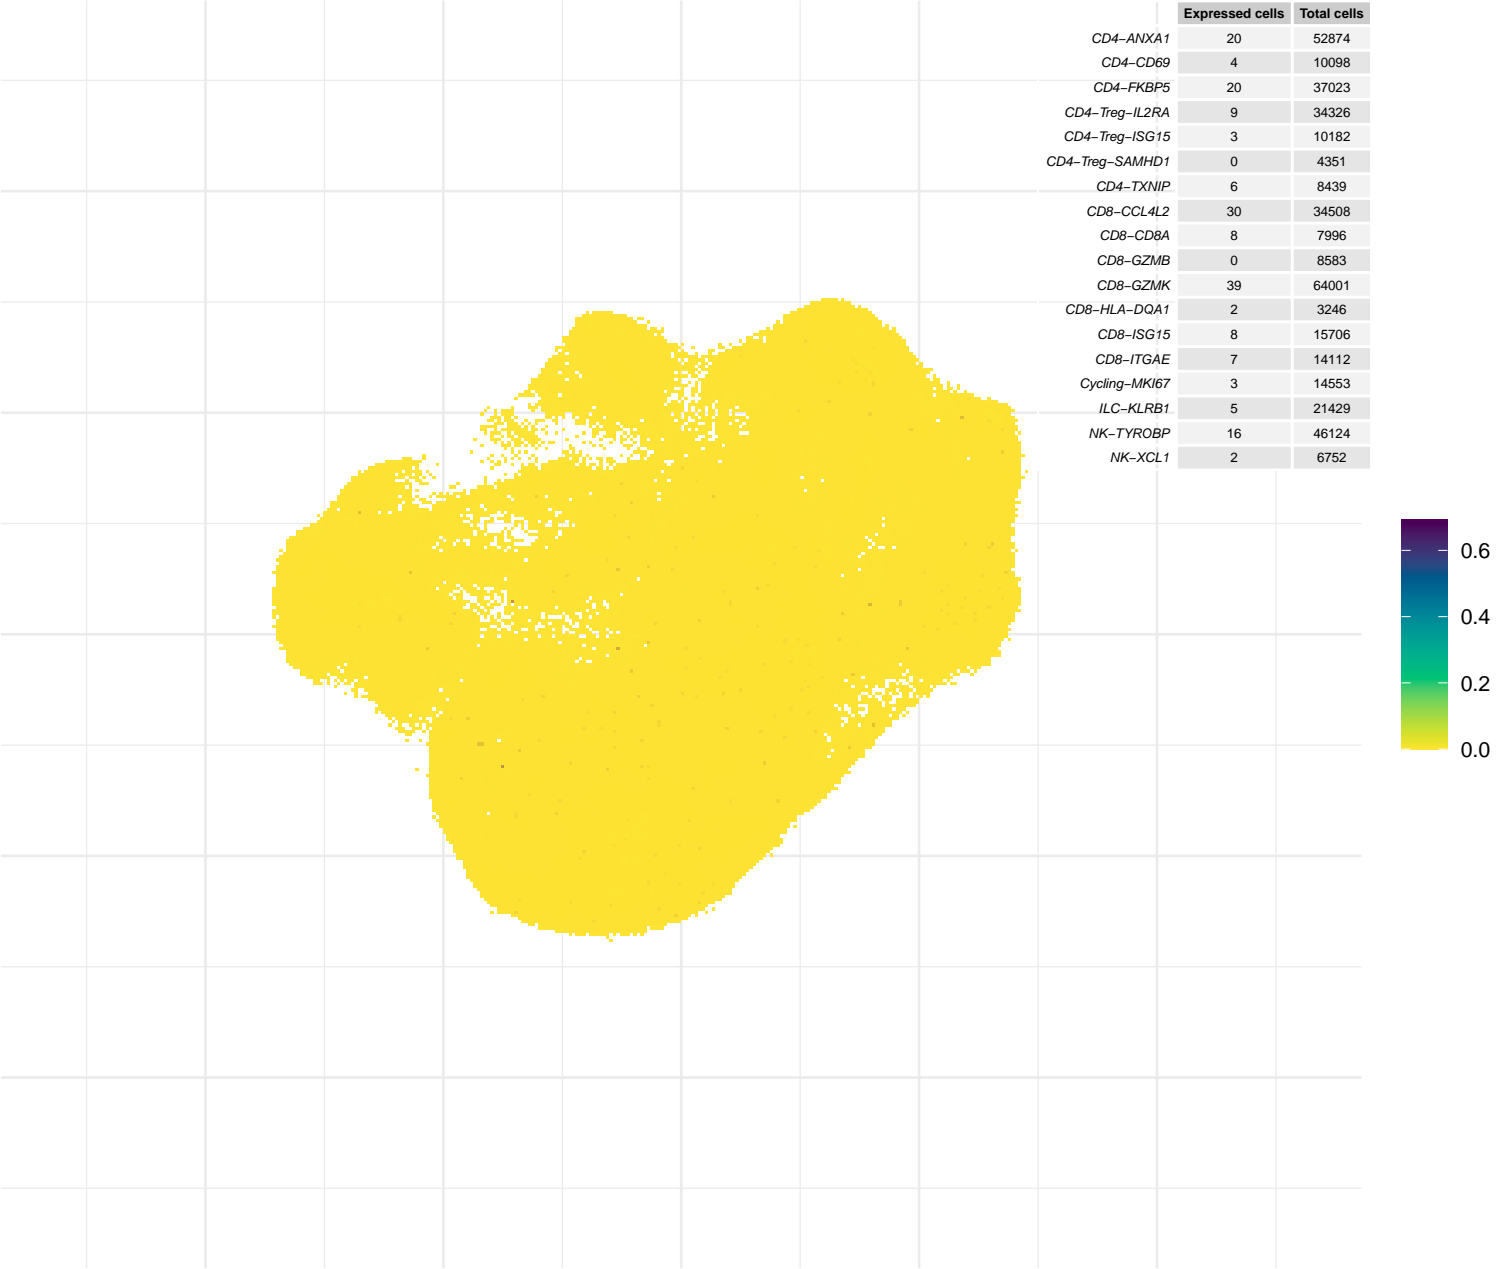 Expressed cells Total cells
CD4−ANXA1 20 52874
CD4−CD69 4 10098
CD4−FKBP5 20 37023
CD4−Treg−IL2RA 9 34326
CD4−Treg−ISG15 3 10182
CD4−Treg−SAMHD1 0 4351
CD4−TXNIP 6 8439
CD8−CCL4L2 30 34508
CD8−CD8A 8 7996
CD8−GZMB 0 8583
CD8−GZMK 39 64001
CD8−HLA−DQA1 2 3246
CD8−ISG15 8 15706
CD8−ITGAE 7 14112
Cycling−MKI67 3 14553
ILC−KLRB1 5 21429
NK−TYROBP 16 46124
NK−XCL1 2 6752
0.6
0.4
0.2
0.0